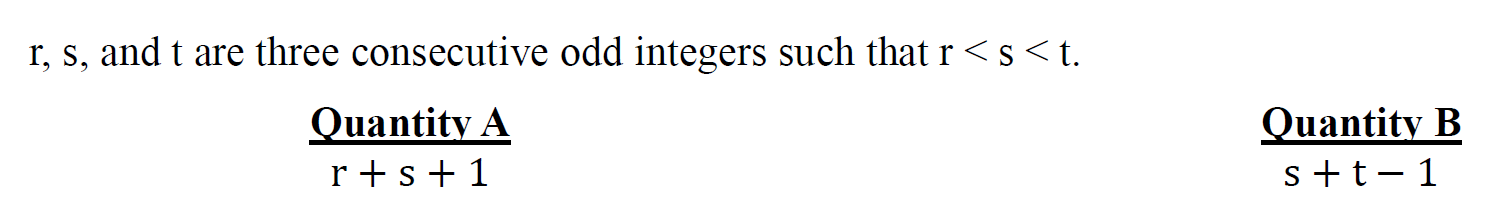 r, s, and t are three consecutive odd integers such that r < s < t.
Quantity A Quantity B
r + s + 1 s + t − 1